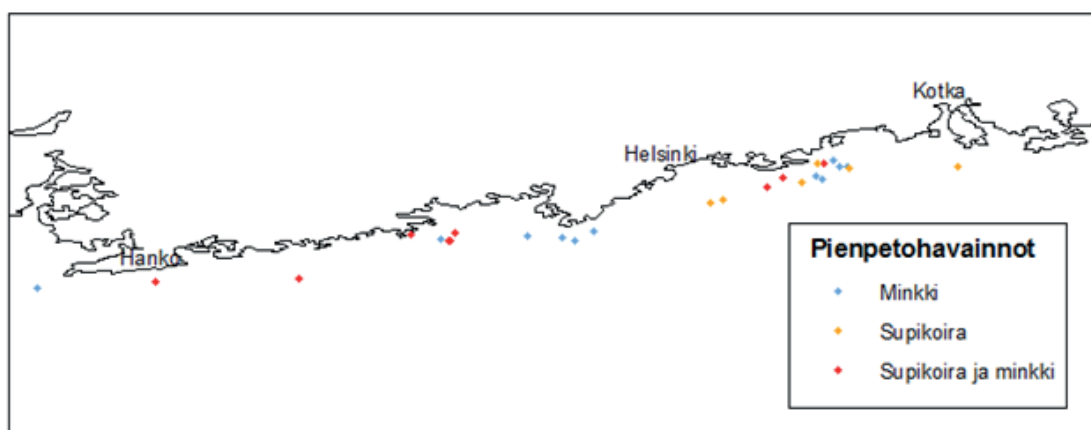 Kotka
Helsinki
Hanko
Pienpetohavainnot
Minkki
Supikoira
Supikoira ja minkki